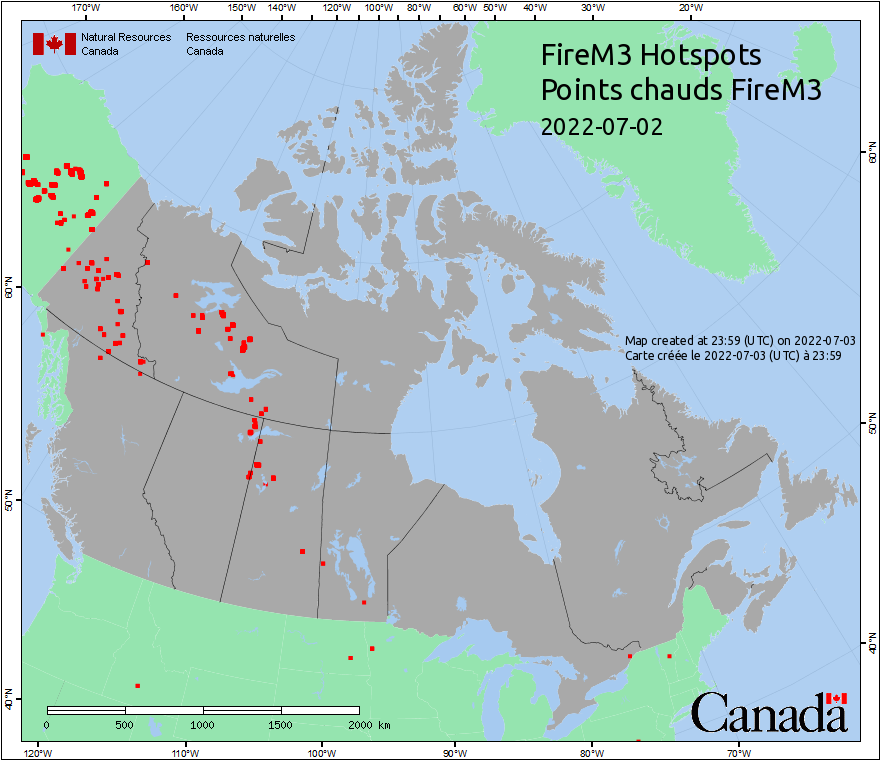 170°W 160°W 150°W 140°W 120°W 100°W 80°W 60°W 50°W 40°W 30°W 20°W
Natural Resources Ressources naturelles
Canada Canada
FireM3 Hotspots
Points chauds FireM3
2022-07-02
60°N
60°N
Map created at 23:59 (UTC) on 2022-07-03
Carte créée le 2022-07-03 (UTC) à 23:59
50°N
50°N
40°N
40°N
Canada
0 500 1000 1500 2000 km
120°W 110°W 100°W 90°W 80°W 70°W